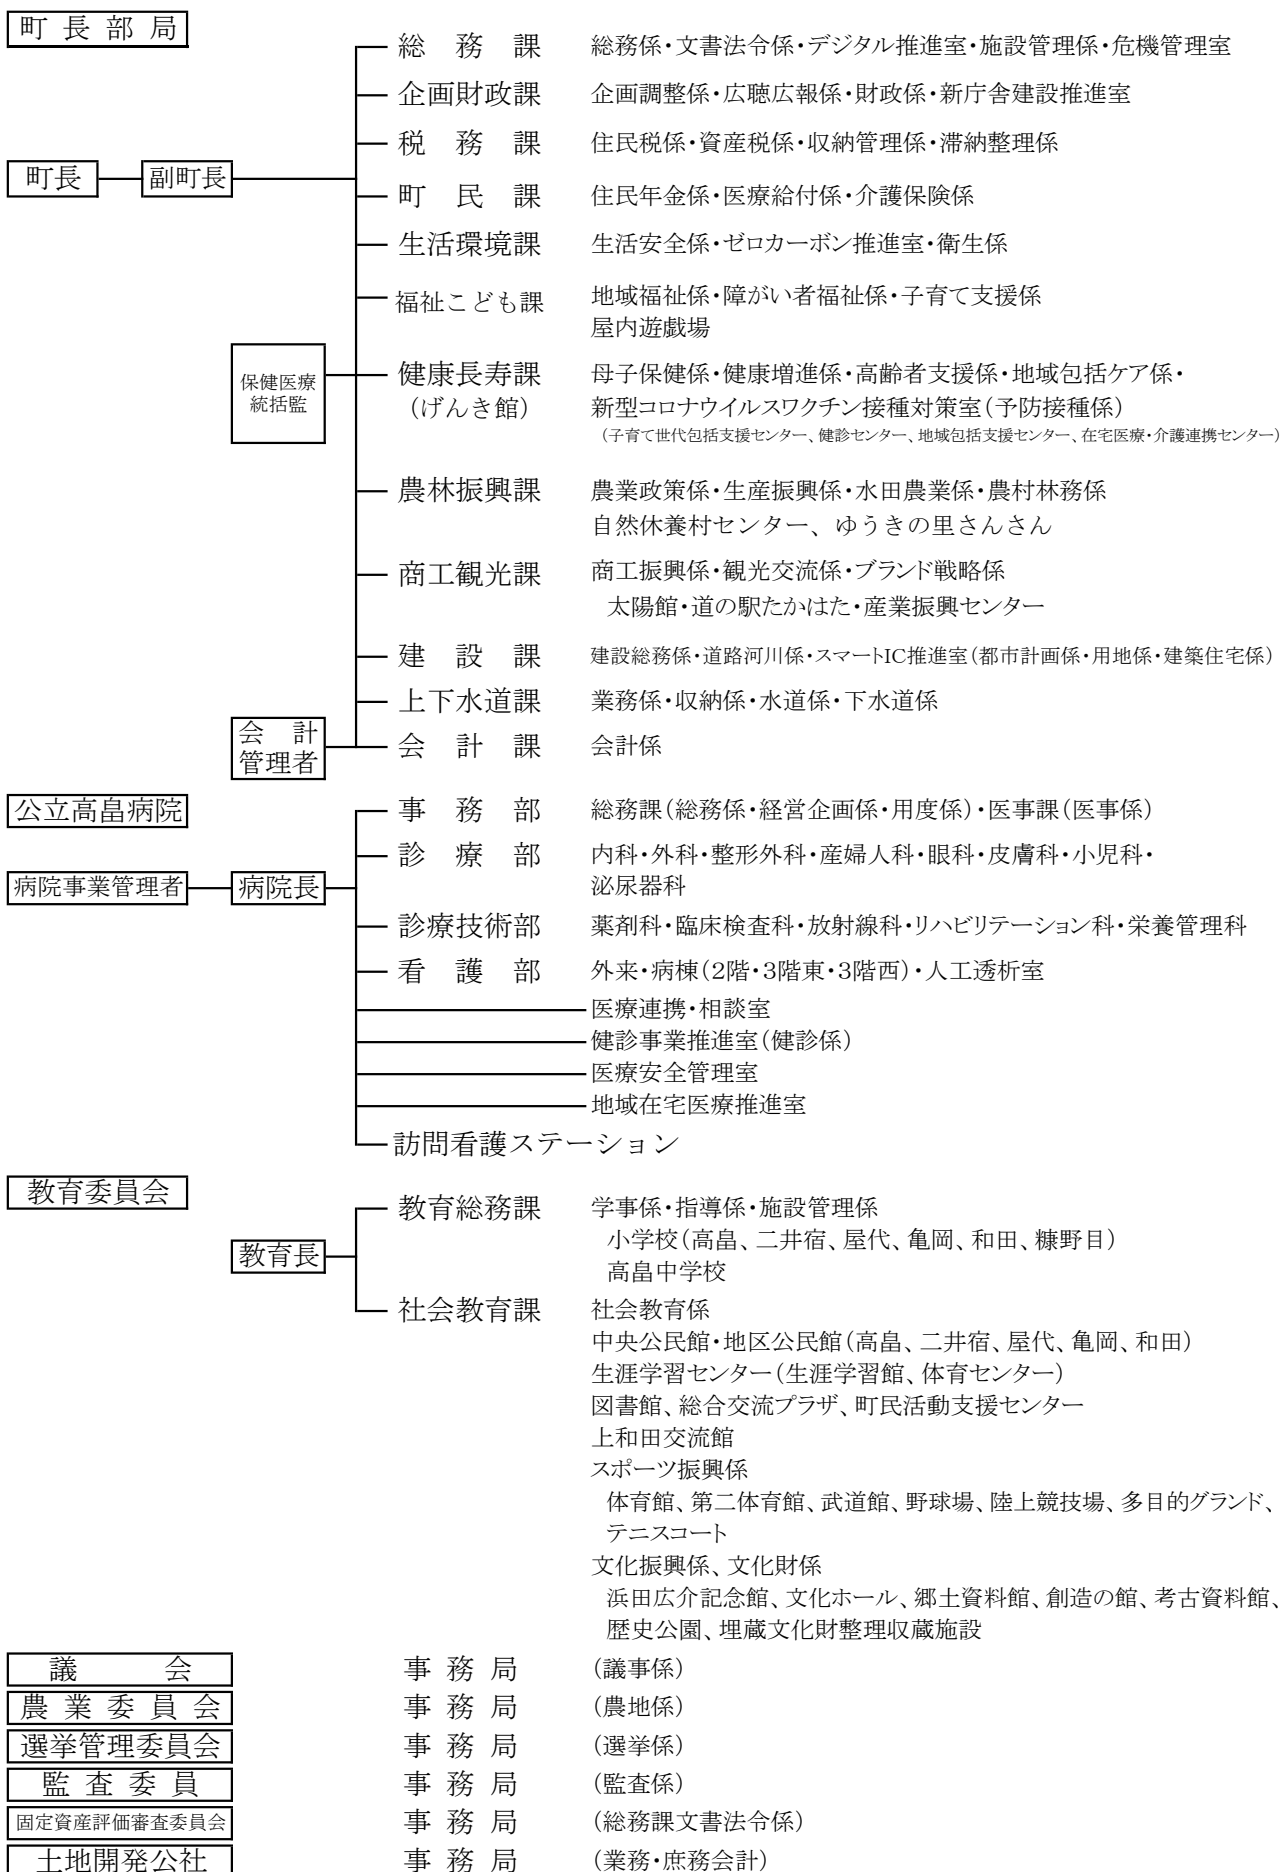 町長部局
総務課 総務係・文書法令係・デジタル推進室・施設管理係・危機管理室
企画財政課 企画調整係・広聴広報係・財政係・新庁舎建設推進室
税務課 住民税係・資産税係・収納管理係・滞納整理係
町長 副町長
町民課 住民年金係・医療給付係・介護保険係
生活環境課 生活安全係・ゼロカーボン推進室・衛生係
福祉こども課 地域福祉係・障がい者福祉係・子育て支援係
屋内遊戯場
保健医療
統括監
健康長寿課 母子保健係・健康増進係・高齢者支援係・地域包括ケア係・
(げんき館) 新型コロナウイルスワクチン接種対策室(予防接種係)
(子育て世代包括支援センター、健診センター、地域包括支援センター、在宅医療・介護連携センター)
農林振興課 農業政策係・生産振興係・水田農業係・農村林務係
自然休養村センター、ゆうきの里さんさん
商工観光課 商工振興係・観光交流係・ブランド戦略係
太陽館・道の駅たかはた・産業振興センター
建設課 建設総務係・道路河川係・スマートIC推進室(都市計画係・用地係・建築住宅係)
上下水道課 業務係・収納係・水道係・下水道係
会計
管理者
会計課 会計係
公立高畠病院
事務部 総務課(総務係・経営企画係・用度係)・医事課(医事係)
診療部 内科・外科・整形外科・産婦人科・眼科・皮膚科・小児科・
泌尿器科
病院事業管理者 病院長
診療技術部 薬剤科・臨床検査科・放射線科・リハビリテーション科・栄養管理科
看護部 外来・病棟(2階・3階東・3階西)・人工透析室
医療連携・相談室
健診事業推進室(健診係)
医療安全管理室
地域在宅医療推進室
訪問看護ステーション
教育委員会
教育総務課 学事係・指導係・施設管理係
小学校(高畠、二井宿、屋代、亀岡、和田、糠野目)
教育長
高畠中学校
社会教育課 社会教育係
中央公民館・地区公民館(高畠、二井宿、屋代、亀岡、和田)
生涯学習センター(生涯学習館、体育センター)
図書館、総合交流プラザ、町民活動支援センター
上和田交流館
スポーツ振興係
体育館、第二体育館、武道館、野球場、陸上競技場、多目的グランド、
テニスコート
文化振興係、文化財係
浜田広介記念館、文化ホール、郷土資料館、創造の館、考古資料館、
歴史公園、埋蔵文化財整理収蔵施設
議会 事務局 (議事係)
農業委員会 事務局 (農地係)
選挙管理委員会 事務局 (選挙係)
監査委員 事務局 (監査係)
固定資産評価審査委員会 事務局 (総務課文書法令係)
土地開発公社 事務局 (業務・庶務会計)